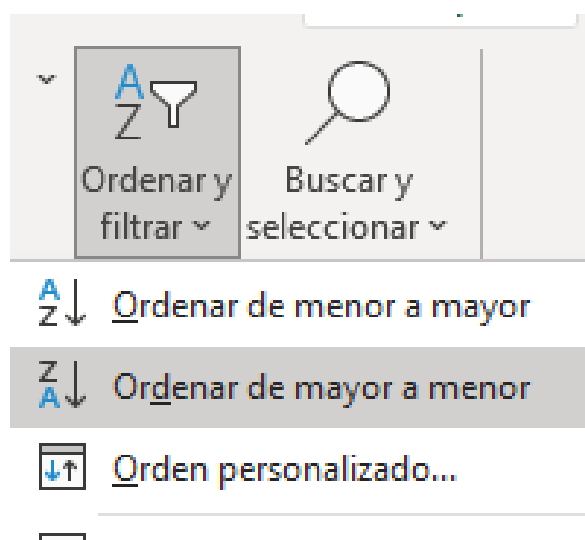 Ordenar y
filtrar
Buscar y
seleccionar
Ordenar de menor a mayor
Ordenar de mayor a menor
Orden personalizado...